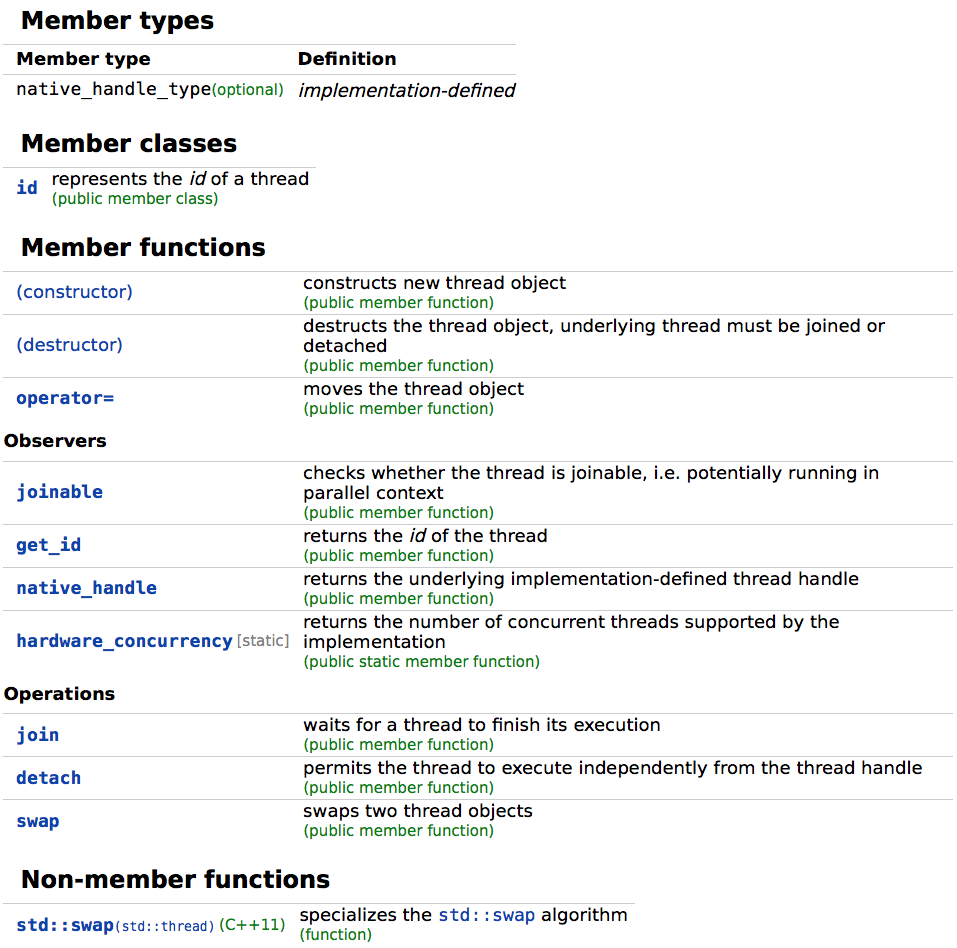 Member types
Member type Definition
native_handle_type(optional) implementation-defined
Member classes
id represents the id of a thread
(public member class)
Member functions
(constructor) constructs new thread object
(public member function)
(destructor) destructs the thread object, underlying thread must be joined or
detached
(public member function)
operator= moves the thread object
(public member function)
Observers
joinable checks whether the thread is joinable, i.e. potentially running in
parallel context
(public member function)
get_id returns the id of the thread
(public member function)
native_handle returns the underlying implementation-defined thread handle
(public member function)
hardware_concurrency [static] returns the number of concurrent threads supported by the
implementation
(public static member function)
Operations
join waits for a thread to finish its execution
(public member function)
detach permits the thread to execute independently from the thread handle
(public member function)
swap swaps two thread objects
(public member function)
Non-member functions
std::swap(std::thread) (C++11) specializes the std::swap algorithm
(function)